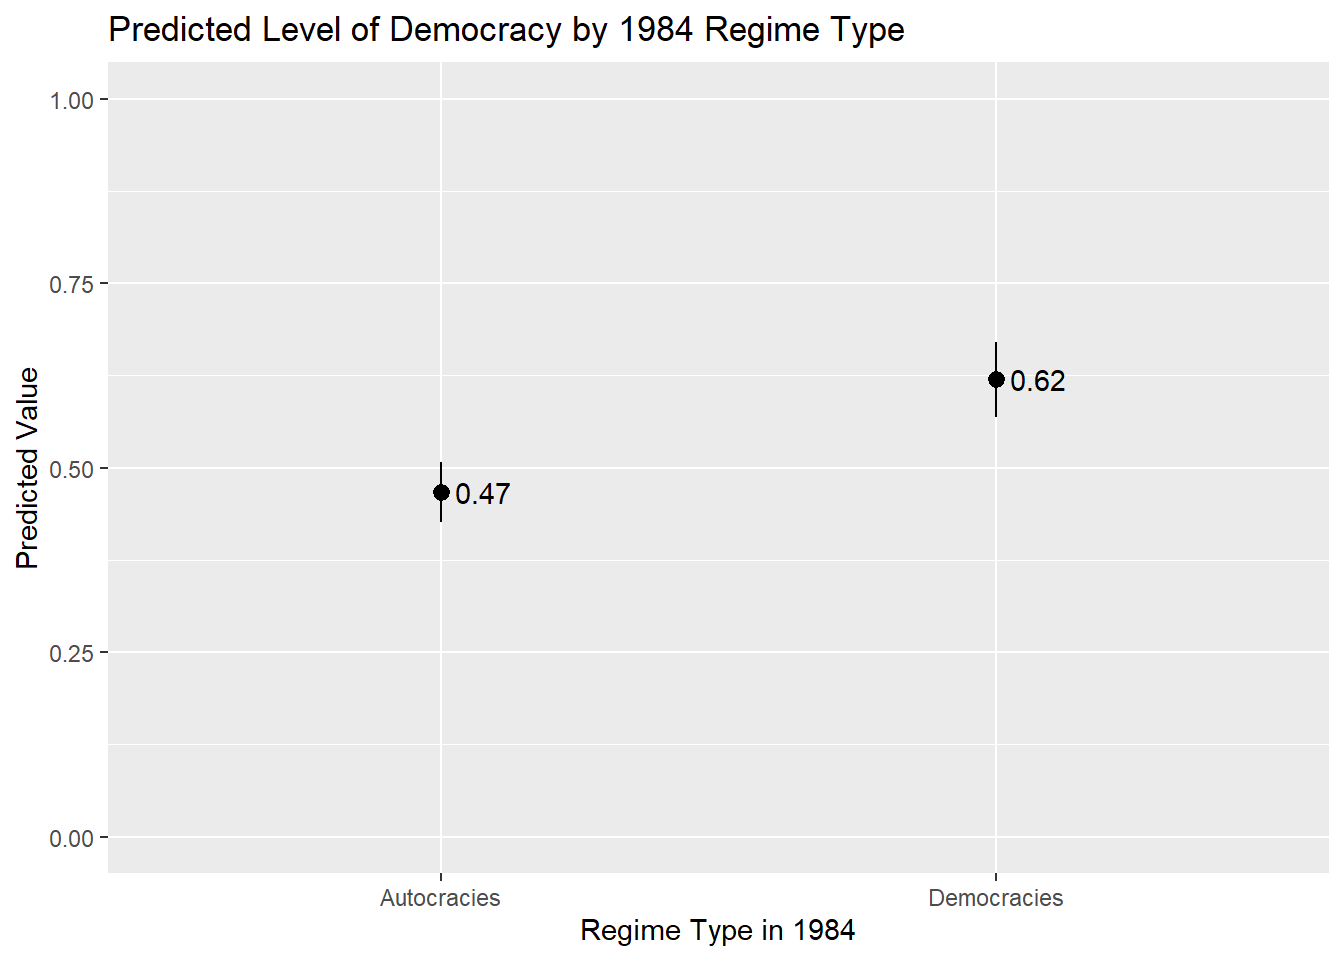 Predicted Level of Democracy by 1984 Regime Type
Predicted Value
1.00
0.75
0.50
0.25
0.00
0.47
0.62
Autocracies
Democracies
Regime Type in 1984